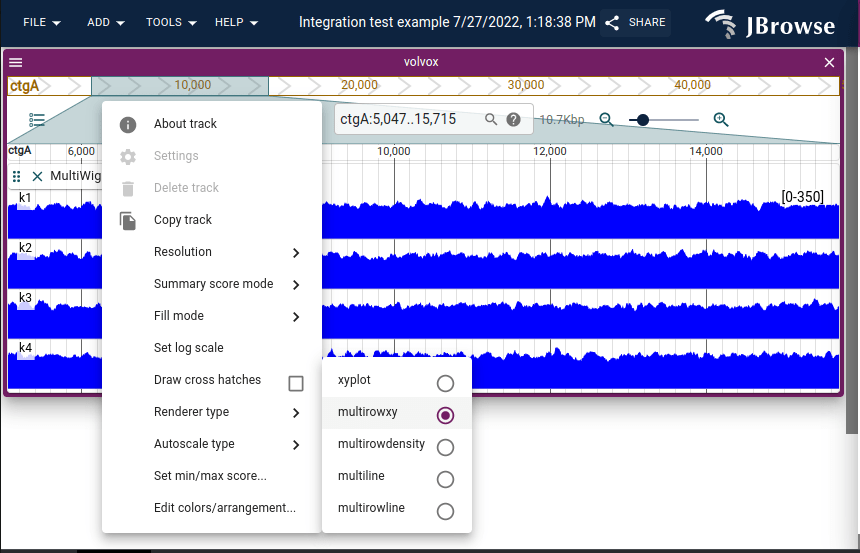 FILE ADD TOOLS HELP Integration test example 7/27/2022, 1:18:38 PM SHARE JBrowse
volvox
ctgA 10,000 20,000 30,000 40,000
ctgA:5,047..15,715 10.7Kbp
ctgA 6,000 10,000 12,000 14,000
MultiWig
k1 [0-350]
k2
k3
k4
About track
Settings
Delete track
Copy track
Resolution
Summary score mode
Fill mode
Set log scale
Draw cross hatches
Renderer type
Autoscale type
Set min/max score...
Edit colors/arrangement...
xyplot
multirowxy
multirowdensity
multiline
multirowline